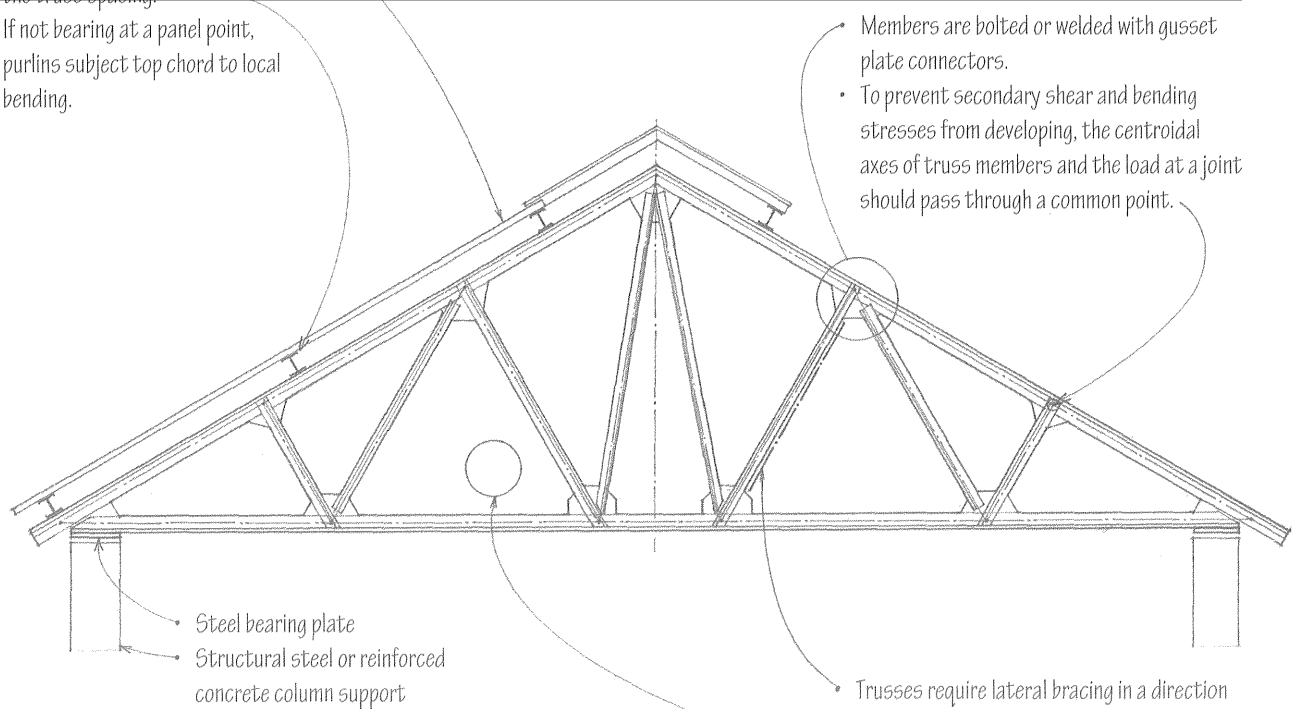 the truss spacing.
If not bearing at a panel point,
purlins subject top chord to local
bending.
• Members are bolted or welded with gusset
plate connectors.
• To prevent secondary shear and bending
stresses from developing, the centroidal
axes of truss members and the load at a joint
should pass through a common point.
• Steel bearing plate
• Structural steel or reinforced
concrete column support
• Trusses require lateral bracing in a direction